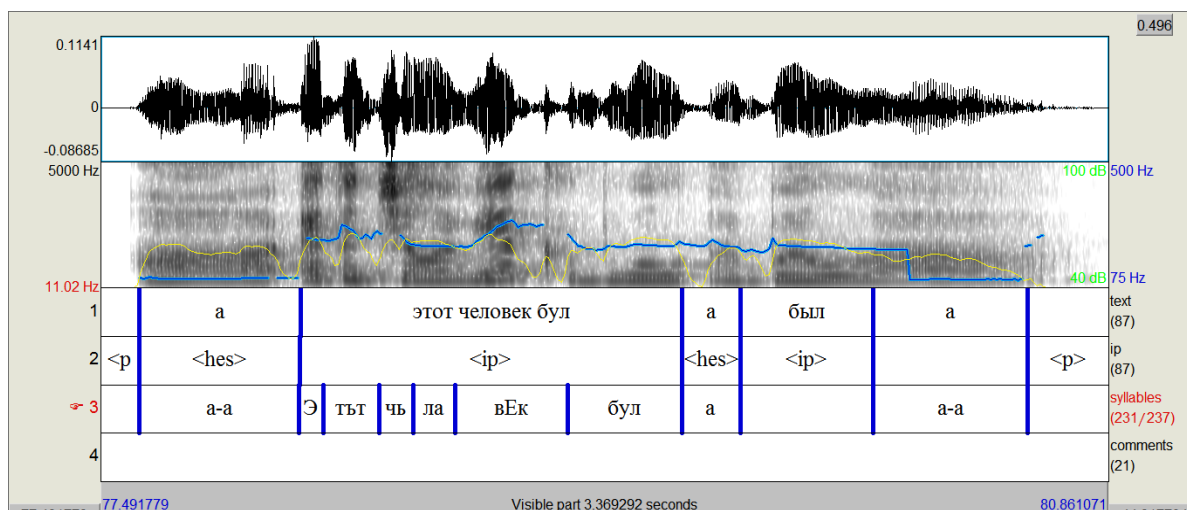 0.496
0.1141
0
-0.08685
5000 Hz 100 dB 500 Hz
11.02 Hz 40 dB 75 Hz
1 а этот человек бул а был а text (87)
2 <p <hes> <ip> <hes> <ip> <p> ip (87)
3 а-а Э тът чь ла вЕк бул а а-а syllables (231/237)
4 comments (21)
77.491779 Visible part 3.369292 seconds 80.861071